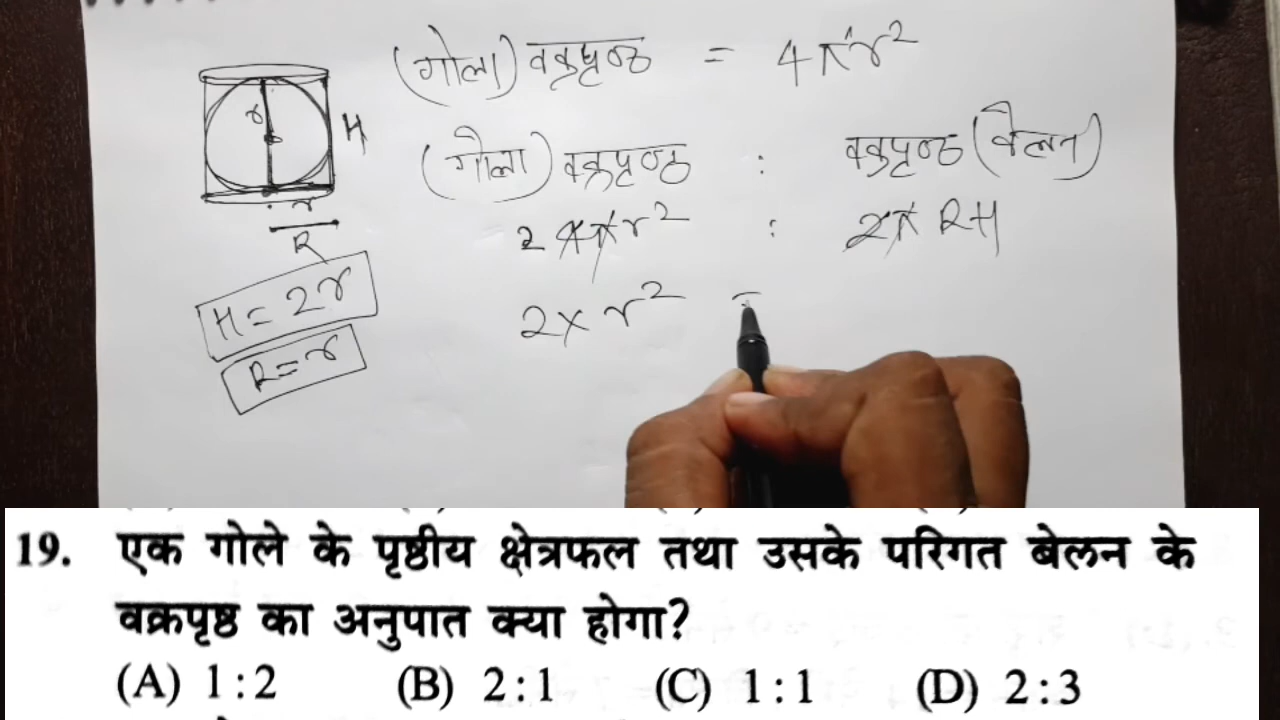 (गोला) वक्रपृष्ठ = 4πr²
r
H
(गोला) वक्रपृष्ठ : वक्रपृष्ठ (बेलन)
r
R
2 4πr² : 2π RH
H = 2r
2 × r²
R = r
19. एक गोले के पृष्ठीय क्षेत्रफल तथा उसके परिगत बेलन के
वक्रपृष्ठ का अनुपात क्या होगा?
(A) 1:2 (B) 2:1 (C) 1:1 (D) 2:3